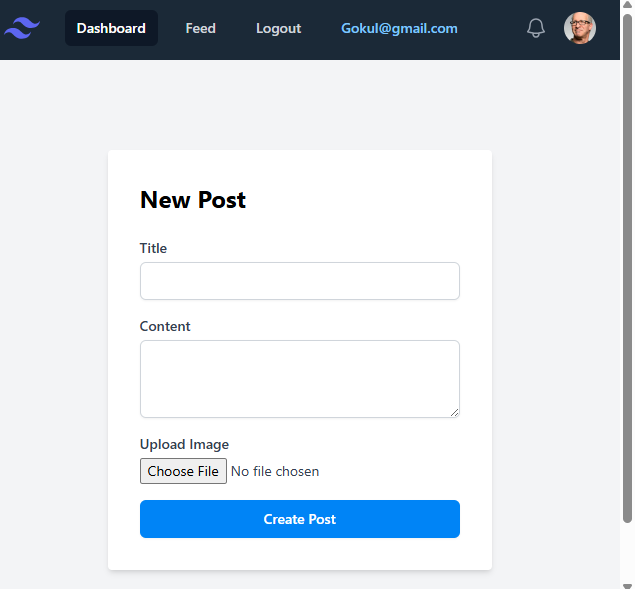 Dashboard Feed Logout Gokul@gmail.com
New Post
Title
Content
Upload Image
Choose File No file chosen
Create Post